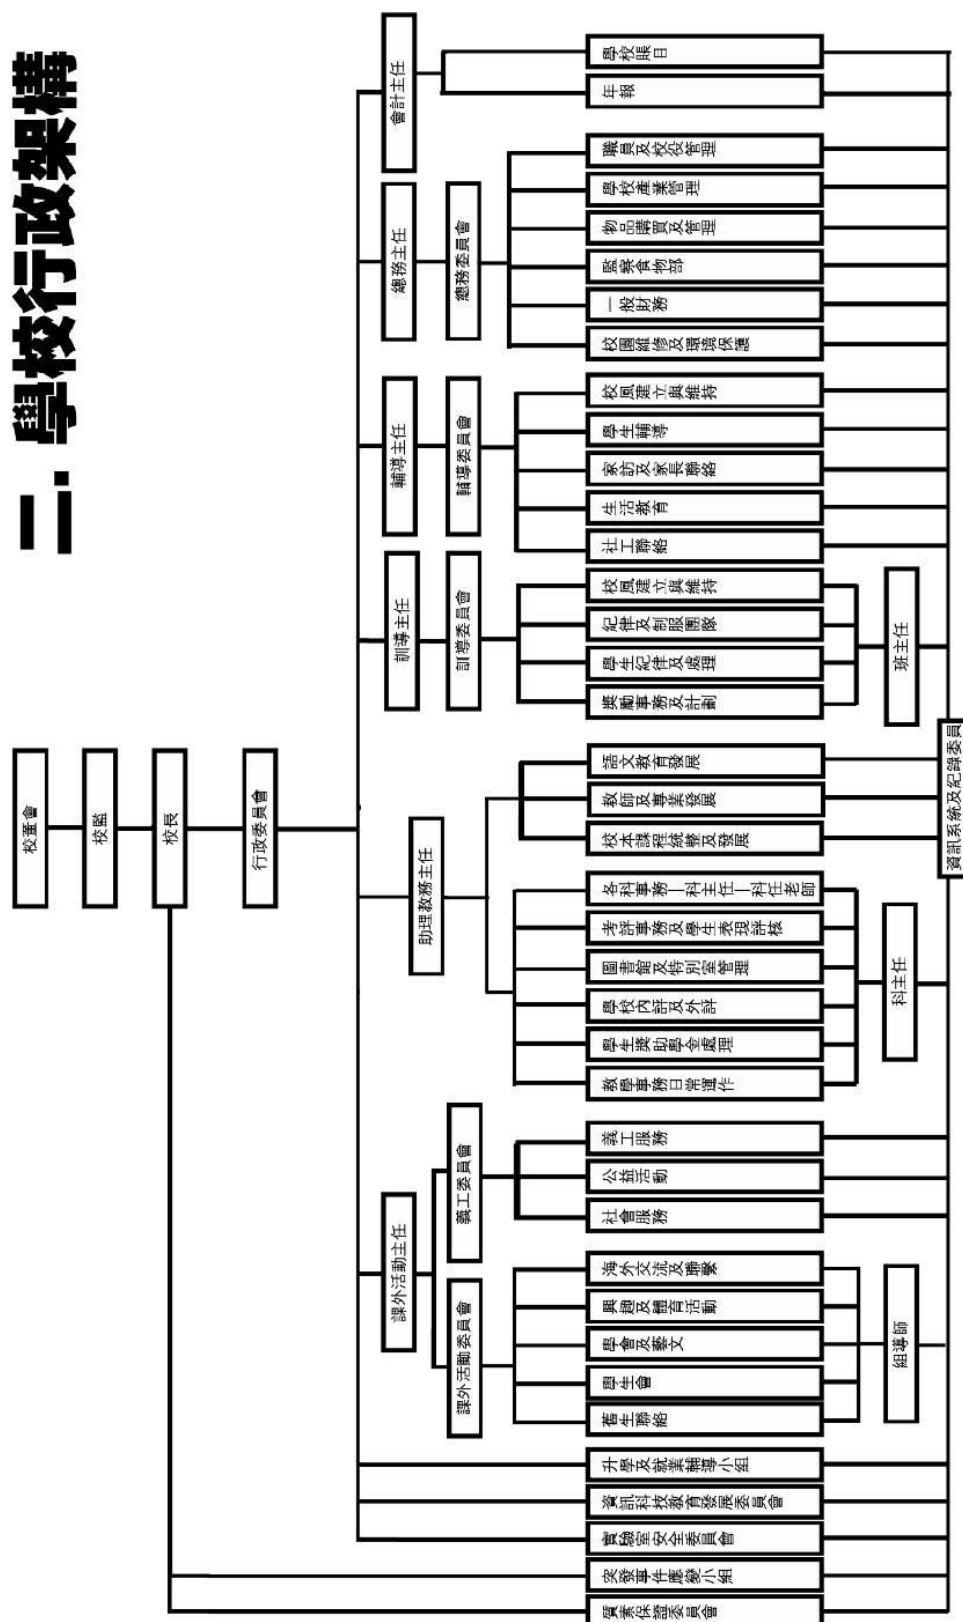 二. 學校行政架構
校董會
校監
校長
行政委員會
課外活動主任
助理教務主任
訓導主任
輔導主任
總務主任
會計主任
課外活動委員會
義工委員會
訓導委員會
輔導委員會
總務委員會
質素保證委員會
突發事件應變小組
實驗室安全委員會
資訊科技教育發展委員會
升學及就業輔導小組
舊生聯絡
學生會
學會及藝文
興趣及體育活動
海外交流及聯繫
社會服務
公益活動
義工服務
教學事務日常運作
學生獎助學金處理
學校內評及外評
圖書館及特別室管理
考評事務及學生表現評核
各科事務—科主任—科任老師
校本課程統整及發展
教師及專業發展
語文教育發展
獎勵事務及計劃
學生紀律及處理
紀律及制服團隊
校風建立與維持
社工聯絡
生活教育
家訪及家長聯絡
學生輔導
校風建立與維持
校園維修及環境保護
一般財務
監察食物部
物品購買及管理
學校產業管理
職員及校役管理
年報
學校賬目
組導師
科主任
班主任
資訊系統及紀錄委員